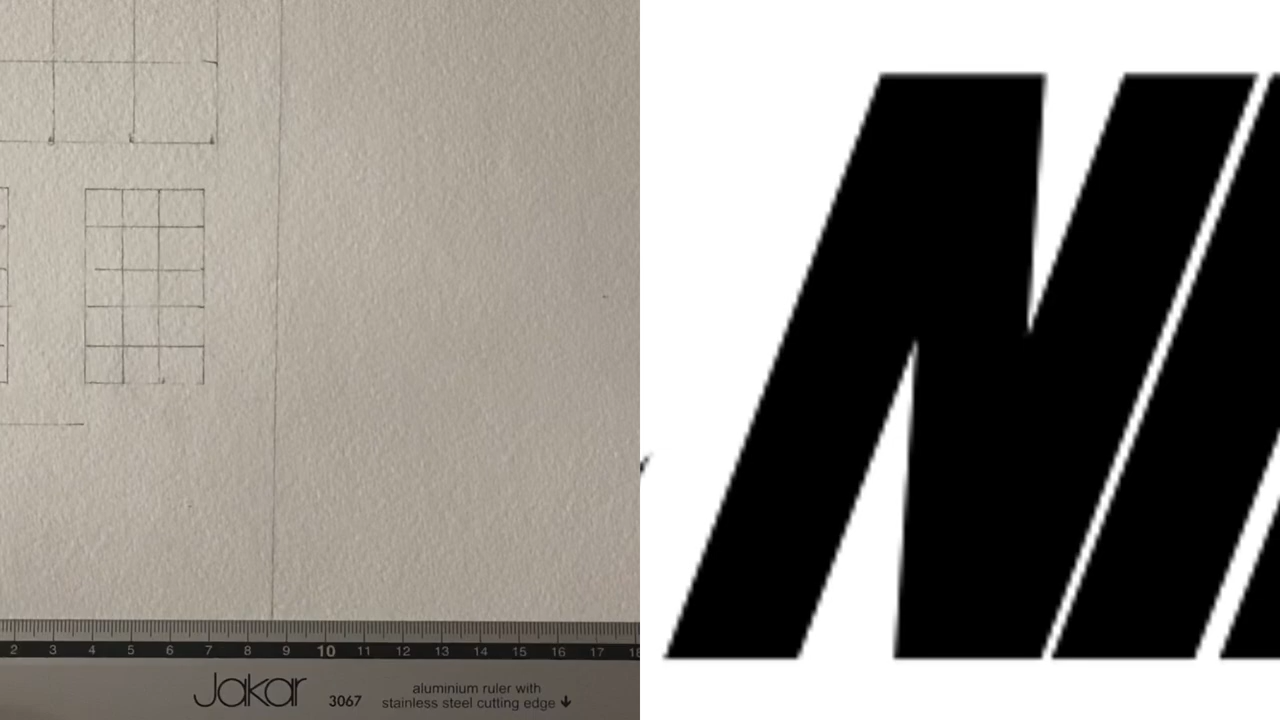 2 3 4 5 6 7 8 9 10 11 12 13 14 15 16 17 18
Jakar 3067 aluminium ruler with
stainless steel cutting edge
N